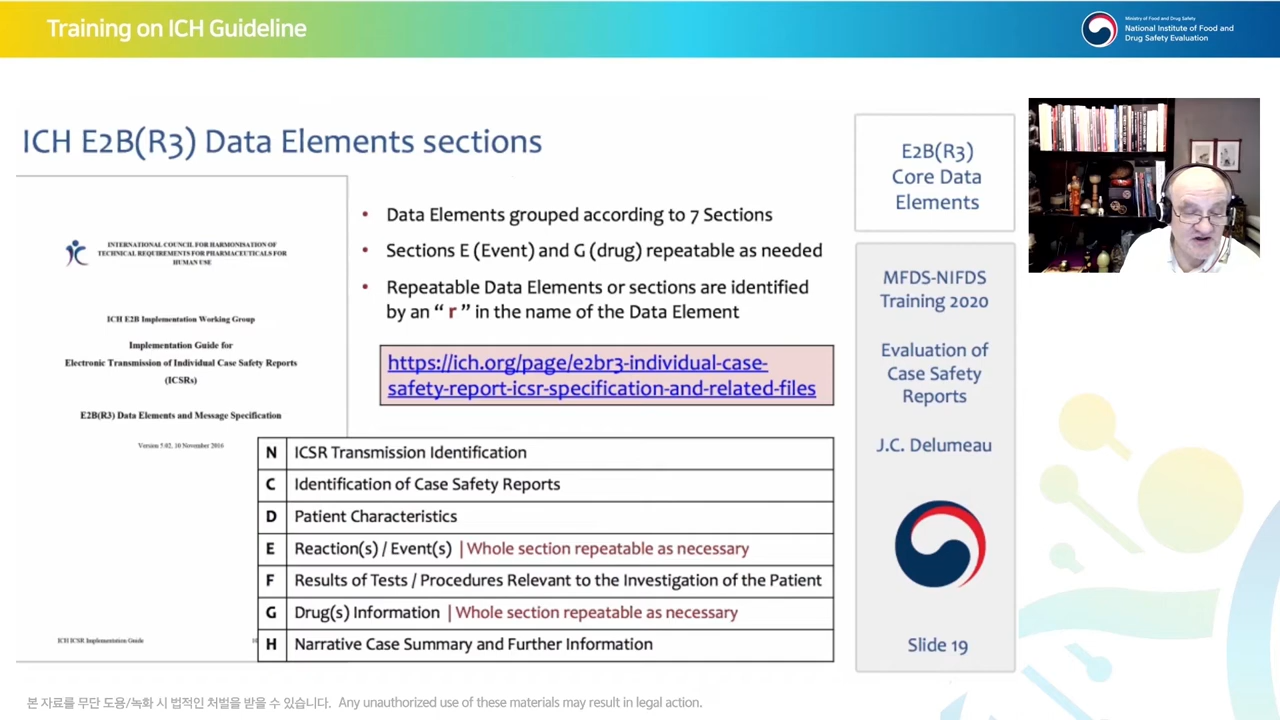 Training on ICH Guideline
Ministry of Food and Drug Safety
National Institute of Food and
Drug Safety Evaluation
ICH E2B(R3) Data Elements sections
INTERNATIONAL COUNCIL FOR HARMONISATION OF
TECHNICAL REQUIREMENTS FOR PHARMACEUTICALS FOR
HUMAN USE
ICH E2B Implementation Working Group
Implementation Guide for
Electronic Transmission of Individual Case Safety Reports
(ICSRs)
E2B(R3) Data Elements and Message Specification
Version 5.02, 10 November 2016
ICH ICSR Implementation Guide
• Data Elements grouped according to 7 Sections
• Sections E (Event) and G (drug) repeatable as needed
• Repeatable Data Elements or sections are identified
by an “ r ” in the name of the Data Element
https://ich.org/page/e2br3-individual-case-
safety-report-icsr-specification-and-related-files
N ICSR Transmission Identification
C Identification of Case Safety Reports
D Patient Characteristics
E Reaction(s) / Event(s) | Whole section repeatable as necessary
F Results of Tests / Procedures Relevant to the Investigation of the Patient
G Drug(s) Information | Whole section repeatable as necessary
H Narrative Case Summary and Further Information
E2B(R3)
Core Data
Elements
MFDS-NIFDS
Training 2020
Evaluation of
Case Safety
Reports
J.C. Delumeau
Slide 19
본 자료를 무단 도용/녹화 시 법적인 처벌을 받을 수 있습니다. Any unauthorized use of these materials may result in legal action.